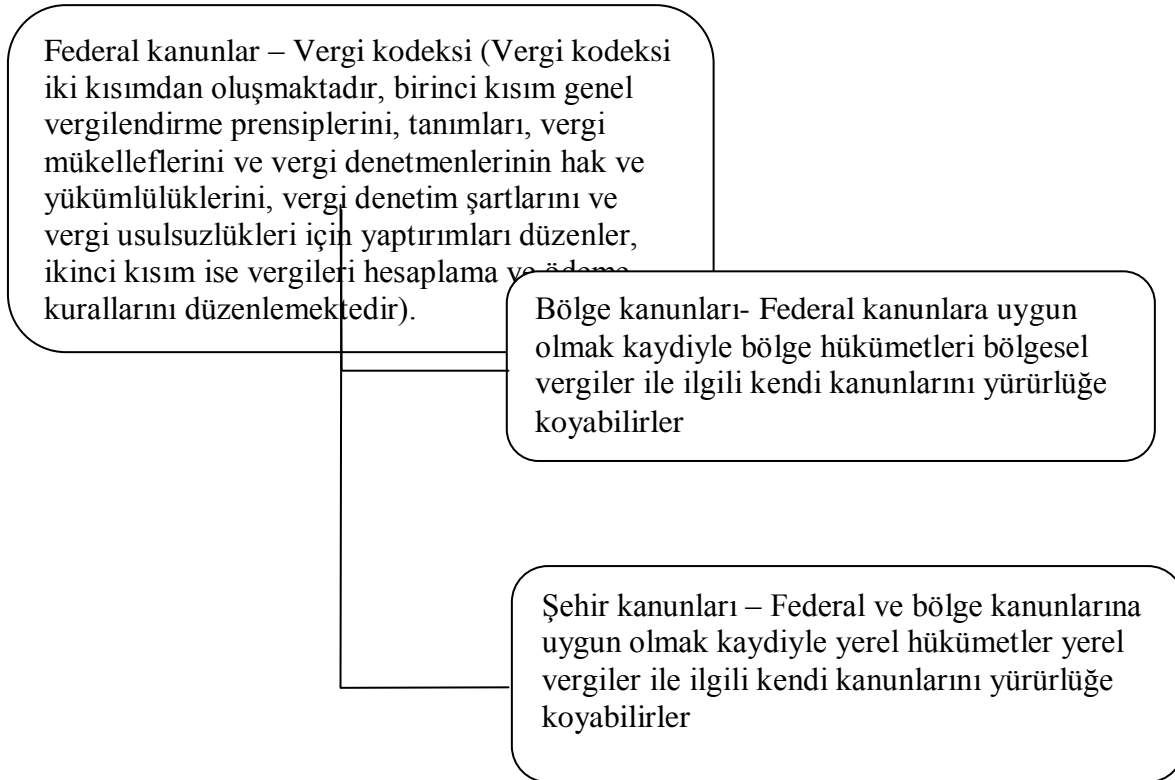 Federal kanunlar – Vergi kodeksi (Vergi kodeksi
iki kısımdan oluşmaktadır, birinci kısım genel
vergilendirme prensiplerini, tanımları, vergi
mükelleflerini ve vergi denetmenlerinin hak ve
yükümlülüklerini, vergi denetim şartlarını ve
vergi usulsuzlükleri için yaptırımları düzenler,
ikinci kısım ise vergileri hesaplama ve ödeme
kurallarını düzenlemektedir).
Bölge kanunları- Federal kanunlara uygun
olmak kaydiyle bölge hükümetleri bölgesel
vergiler ile ilgili kendi kanunlarını yürürlüğe
koyabilirler
Şehir kanunları – Federal ve bölge kanunlarına
uygun olmak kaydiyle yerel hükümetler yerel
vergiler ile ilgili kendi kanunlarını yürürlüğe
koyabilirler